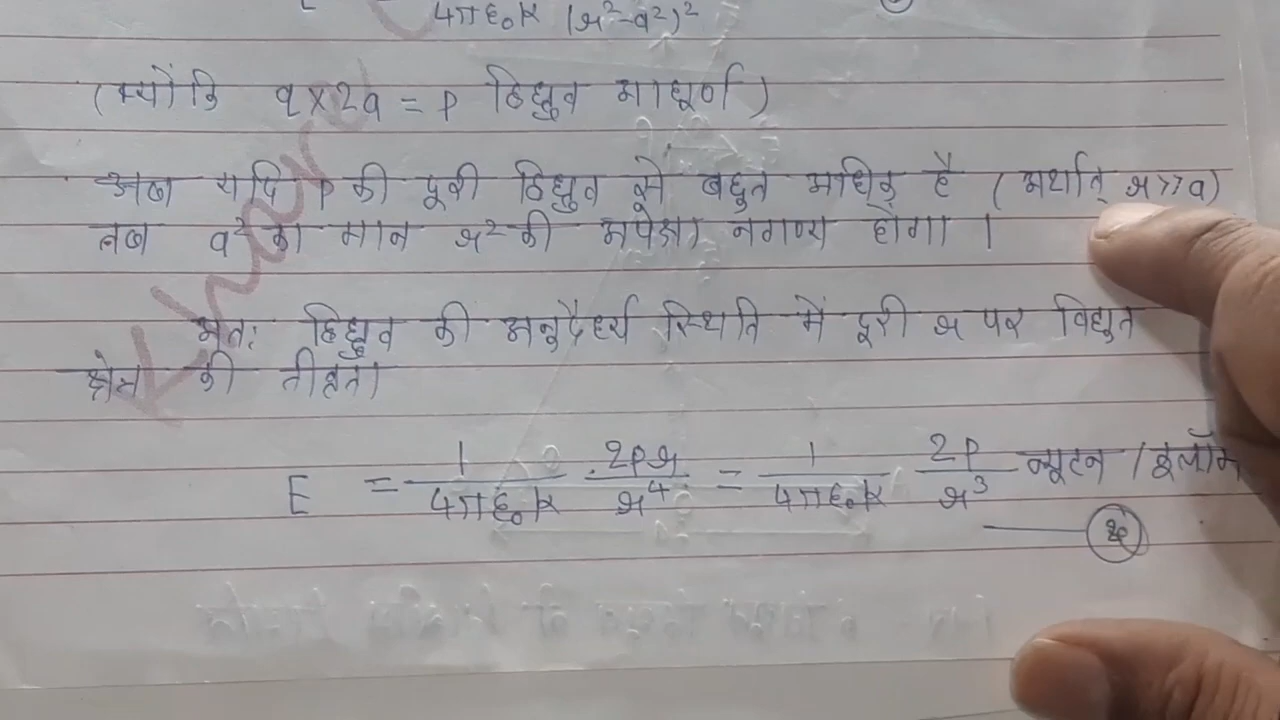 4πε₀K (r²-a²)²
(क्योंकि q×2a = P द्विध्रुव आघूर्ण)
अब यदि P की दूरी द्विध्रुव से बहुत अधिक है (अर्थात् r>>a)
तब a² का मान r² की अपेक्षा नगण्य होगा ।
अतः द्विध्रुव की अनुदैर्ध्य स्थिति में दूरी r पर विद्युत
क्षेत्र की तीव्रता
E = 1/4πε₀K 2Pr/r⁴ = 1/4πε₀K 2P/r³ न्यूटन /कूलॉम